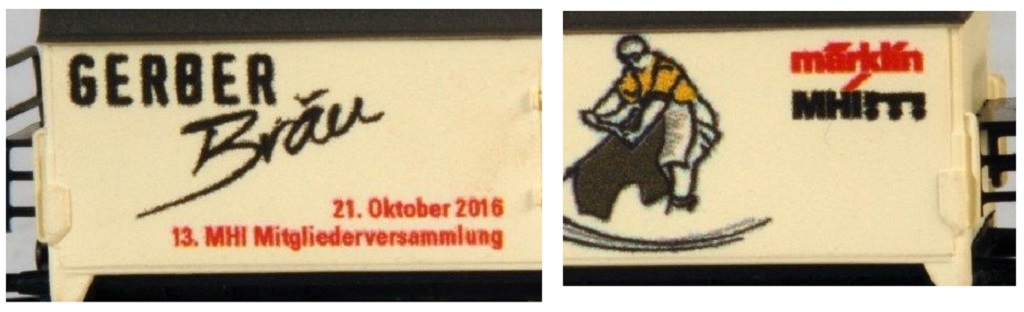 GERBER
Bräu
21. Oktober 2016
13. MHI Mitgliederversammlung
märklin
MHI